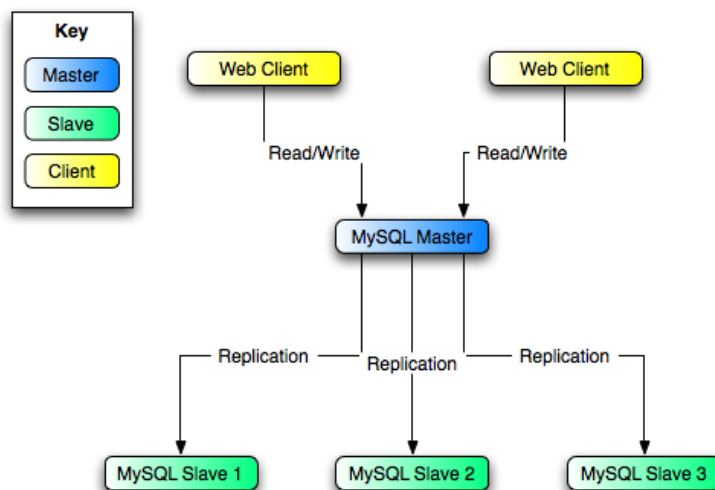 Key
Master
Slave
Client
Web Client
Web Client
Read/Write
Read/Write
MySQL Master
Replication
Replication
Replication
MySQL Slave 1
MySQL Slave 2
MySQL Slave 3